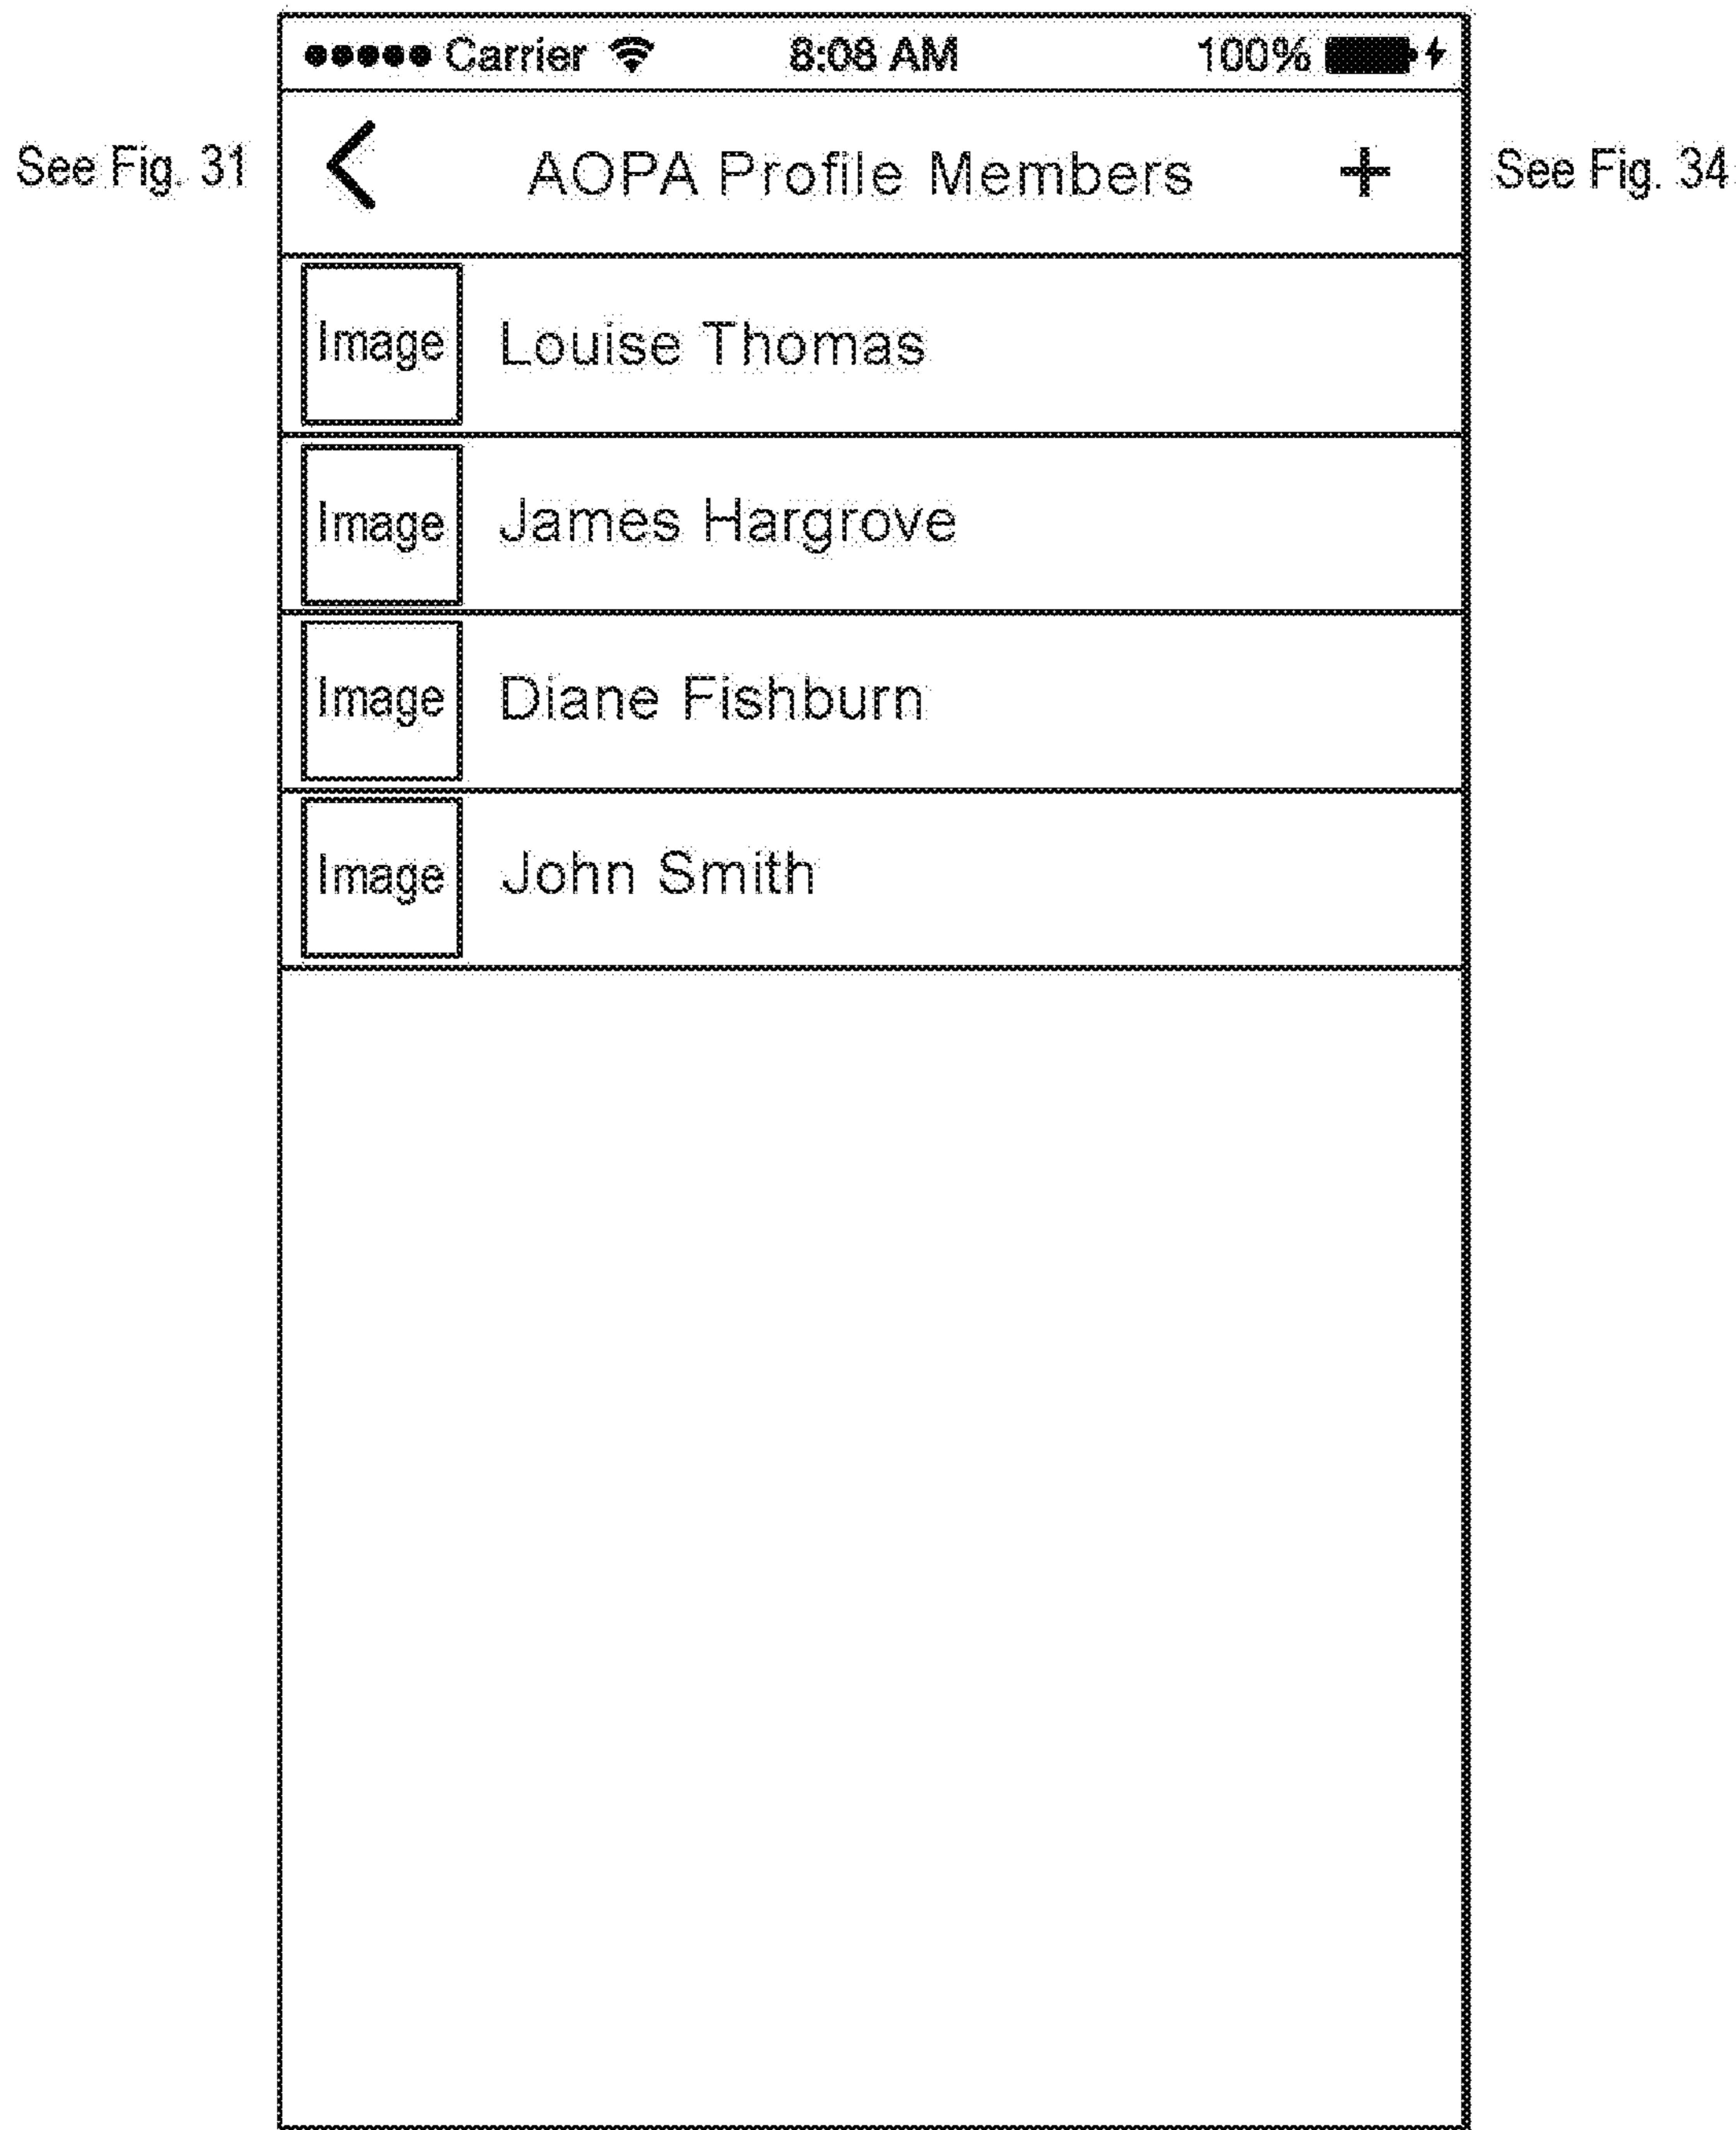 Carrier 8:08 AM 100%
See Fig. 31 < AOPA Profile Members + See Fig. 34
Image Louise Thomas
Image James Hargrove
Image Diane Fishburn
Image John Smith